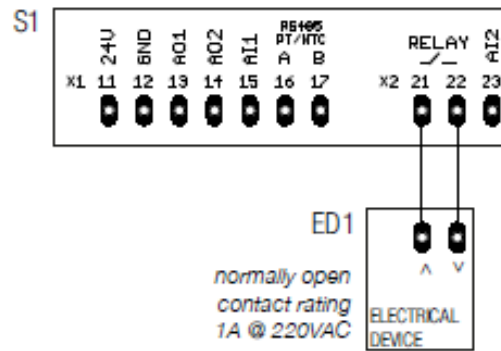 S1
24V GND AO1 AO2 AI1 RS485 PT/NTC A B RELAY AI2
X1 11 12 13 14 15 16 17 X2 21 22 23
ED1
normally open
contact rating
1A @ 220VAC
ELECTRICAL
DEVICE